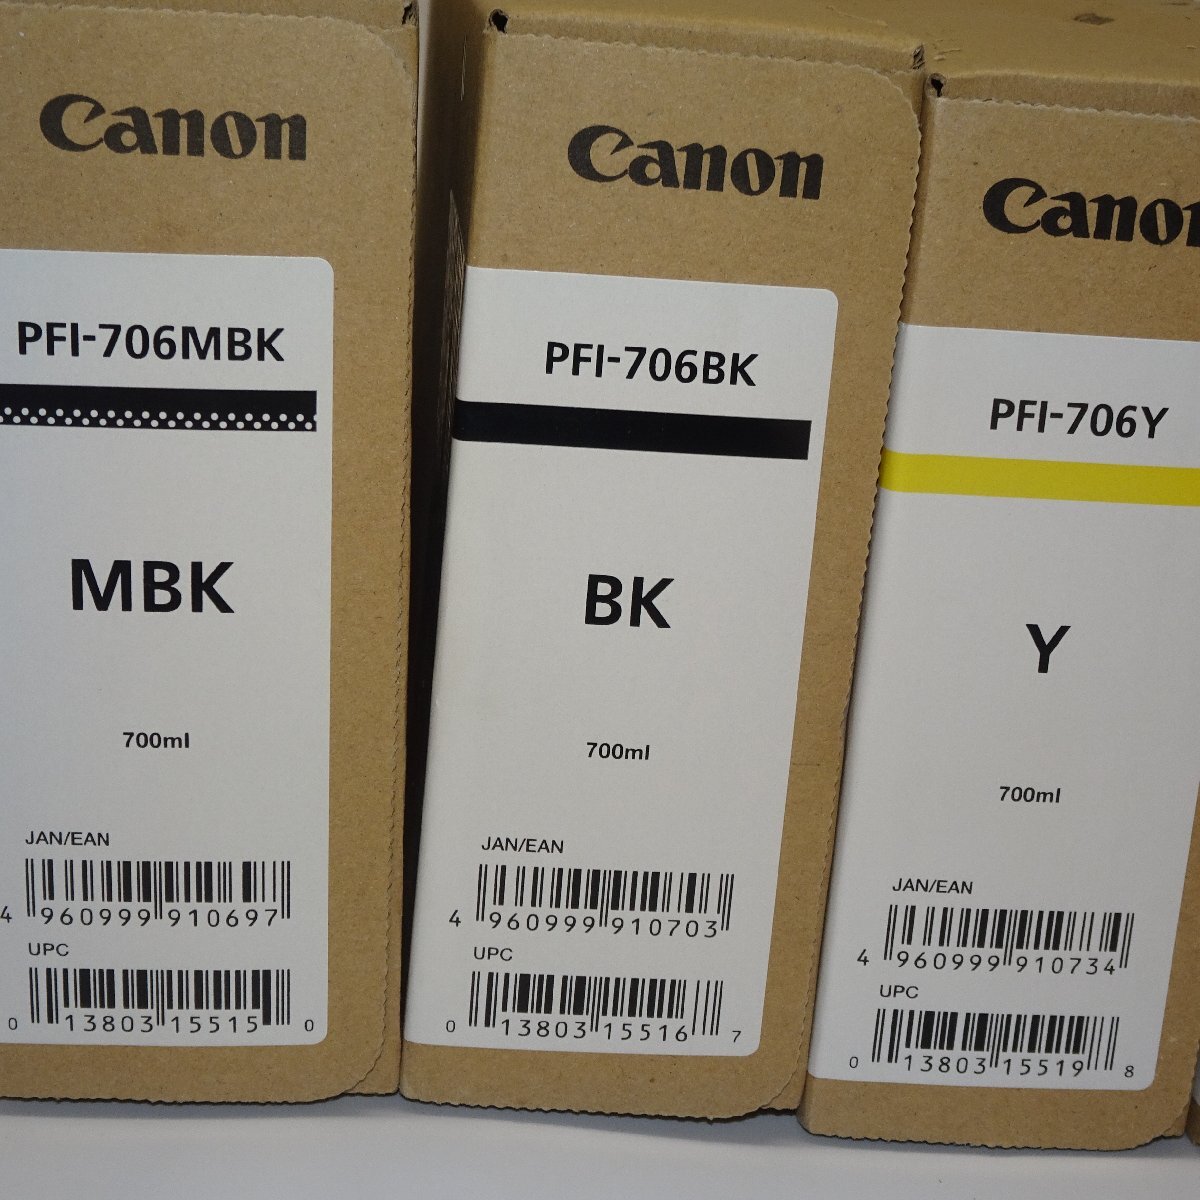 Canon
PFI-706MBK
MBK
700ml
JAN/EAN
4 960999 910697
UPC
0 13803 15515 0
Canon
PFI-706BK
BK
700ml
JAN/EAN
4 960999 910703
UPC
0 13803 15516 7
Canon
PFI-706Y
Y
700ml
JAN/EAN
4 960999 910734
UPC
0 13803 15519 8